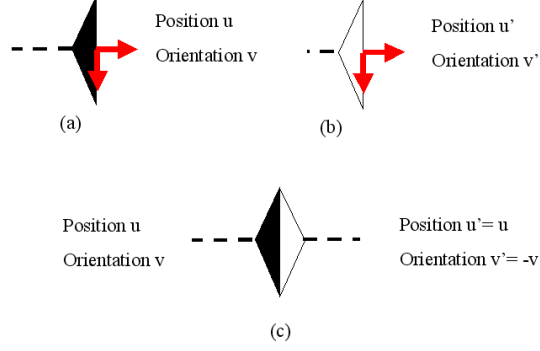 Position u
Orientation v
(a)
Position u’
Orientation v’
(b)
Position u
Orientation v
Position u’= u
Orientation v’= -v
(c)